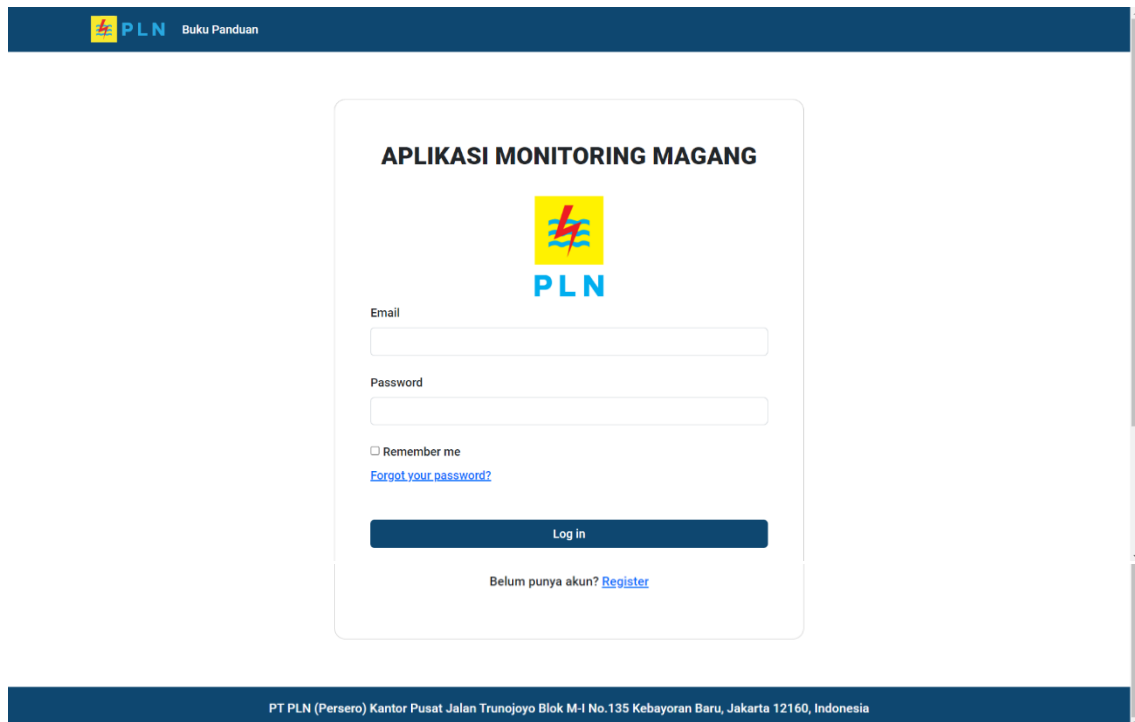 PLN Buku Panduan
APLIKASI MONITORING MAGANG
PLN
Email
Password
Remember me
Forgot your password?
Log in
Belum punya akun? Register
PT PLN (Persero) Kantor Pusat Jalan Trunojoyo Blok M-I No.135 Kebayoran Baru, Jakarta 12160, Indonesia